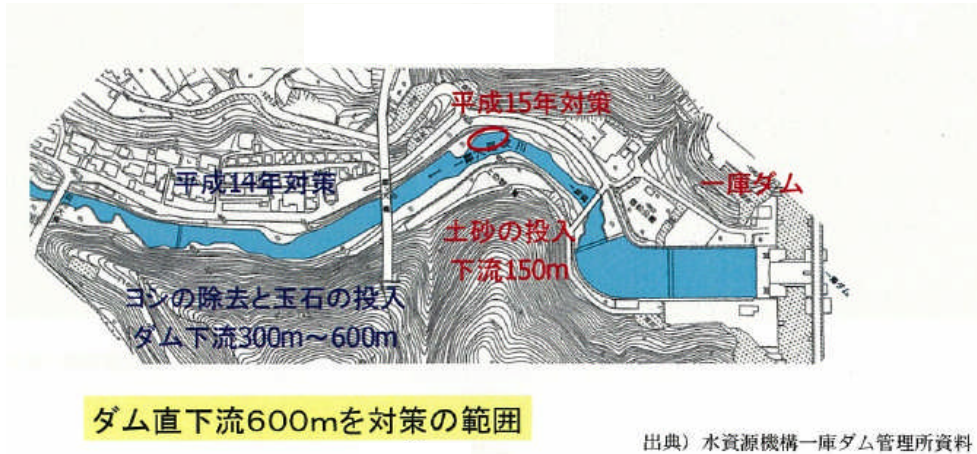 平成15年対策
平成14年対策
一庫ダム
土砂の投入
下流150m
ヨシの除去と玉石の投入
ダム下流300m～600m
ダム直下流600mを対策の範囲
出典）水資源機構一庫ダム管理所資料